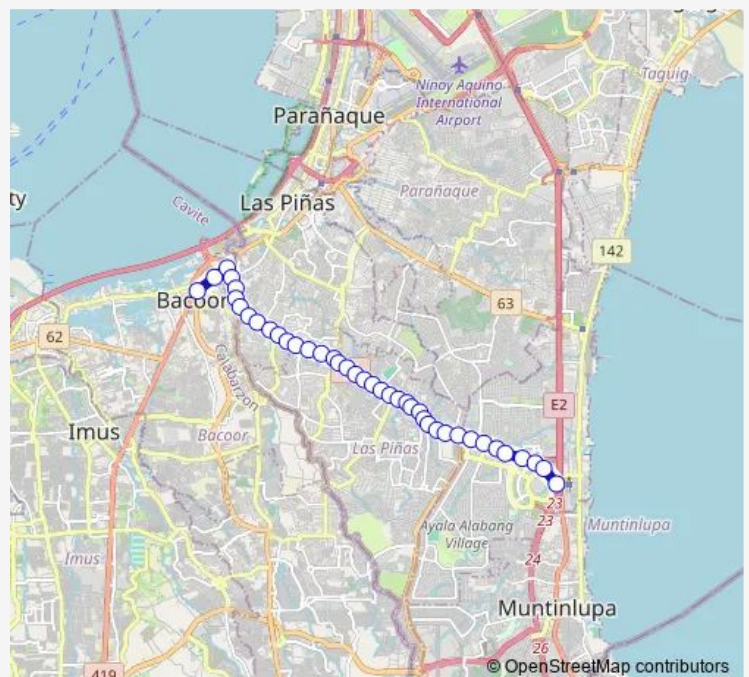 Taguig
Ninoy Aquino
International
Airport
Parañaque
Parañaque
ty
Cavite
Las Piñas
142
Bacoor
63
62
Calabarzon
E2
Imus
Bacoor
Las Piñas
23
23
Ayala Alabang
Village
Muntinlupa
Imus
24
Muntinlupa
26
419
© OpenStreetMap contributors